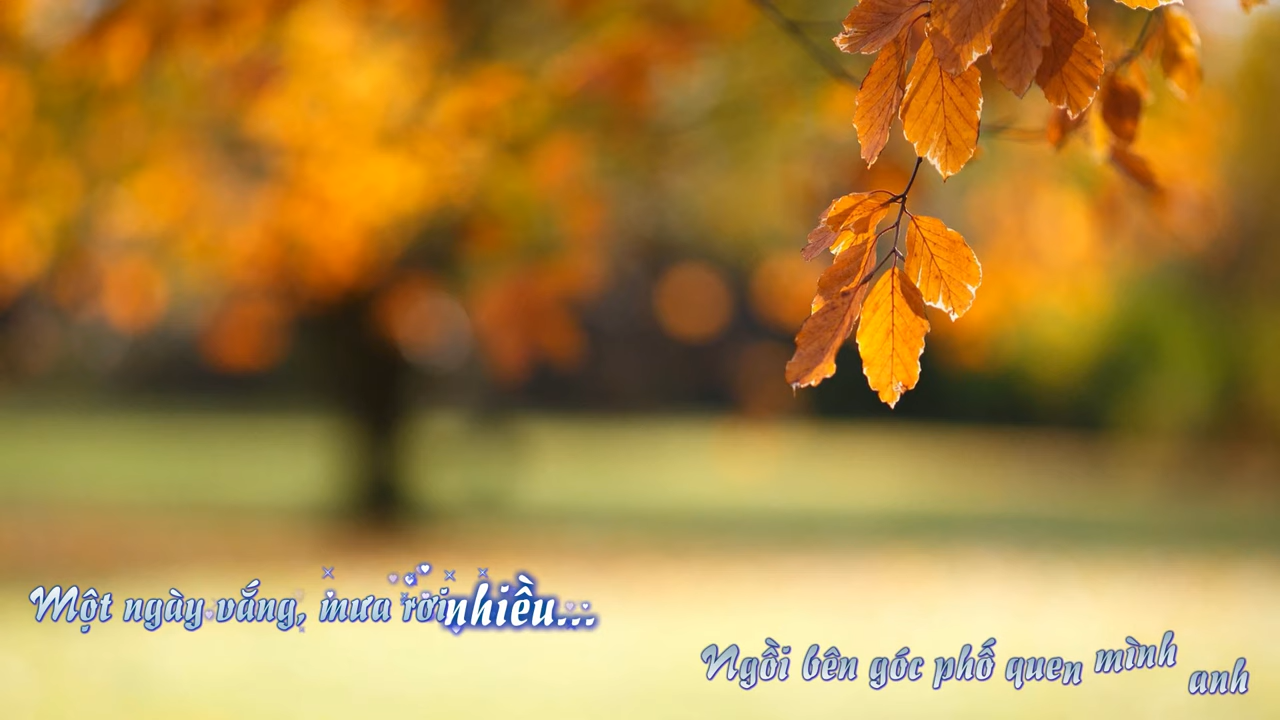 Một ngày vắng, mưa rơi nhiều...
Ngồi bên góc phố quen mình anh